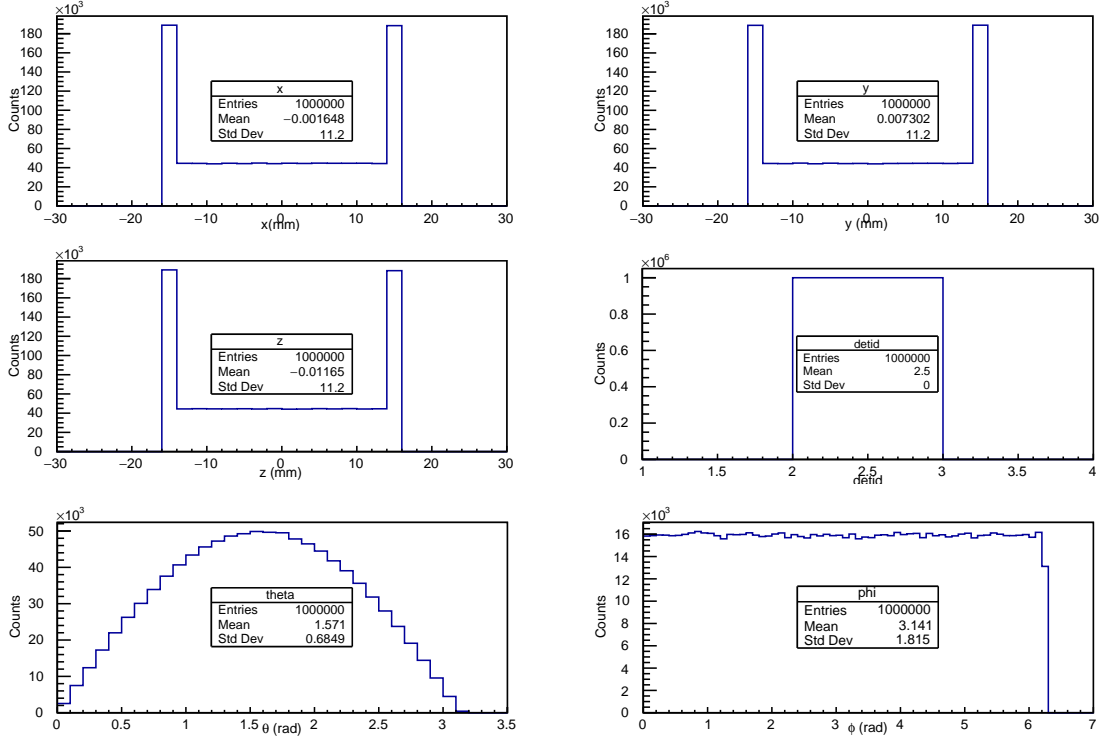 ×10³
Counts
180
160
140
120
100
80
60
40
20
0
−30
−20
−10
0
10
20
30
x(mm)
x
Entries 1000000
Mean −0.001648
Std Dev 11.2
×10³
Counts
180
160
140
120
100
80
60
40
20
0
−30
−20
−10
0
10
20
30
y (mm)
y
Entries 1000000
Mean 0.007302
Std Dev 11.2
×10³
Counts
180
160
140
120
100
80
60
40
20
0
−30
−20
−10
0
10
20
30
z (mm)
z
Entries 1000000
Mean −0.01165
Std Dev 11.2
×10⁶
Counts
1
0.8
0.6
0.4
0.2
0
1
1.5
2
2.5
3
3.5
4
detid
detid
Entries 1000000
Mean 2.5
Std Dev 0
×10³
Counts
50
40
30
20
10
0
0
0.5
1
1.5
2
2.5
3
3.5
θ (rad)
theta
Entries 1000000
Mean 1.571
Std Dev 0.6849
×10³
Counts
16
14
12
10
8
6
4
2
0
0
1
2
3
4
5
6
7
ϕ (rad)
phi
Entries 1000000
Mean 3.141
Std Dev 1.815